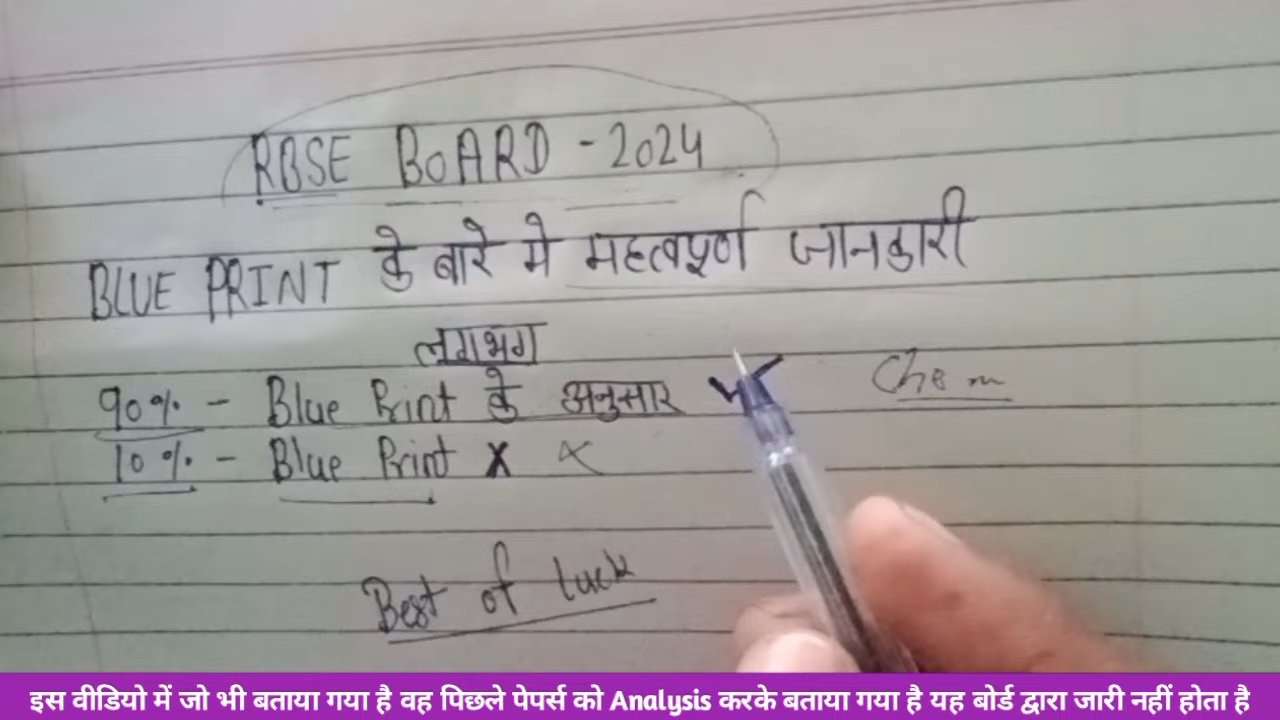 RBSE BOARD - 2024
BLUE PRINT के बारे मे महत्वपूर्ण जानकारी
लगभग
90% - Blue Print के अनुसार ✓
Chem
10% - Blue Print X X
Best of luck
इस वीडियो में जो भी बताया गया है वह पिछले पेपर्स को Analysis करके बताया गया है यह बोर्ड द्वारा जारी नहीं होता है